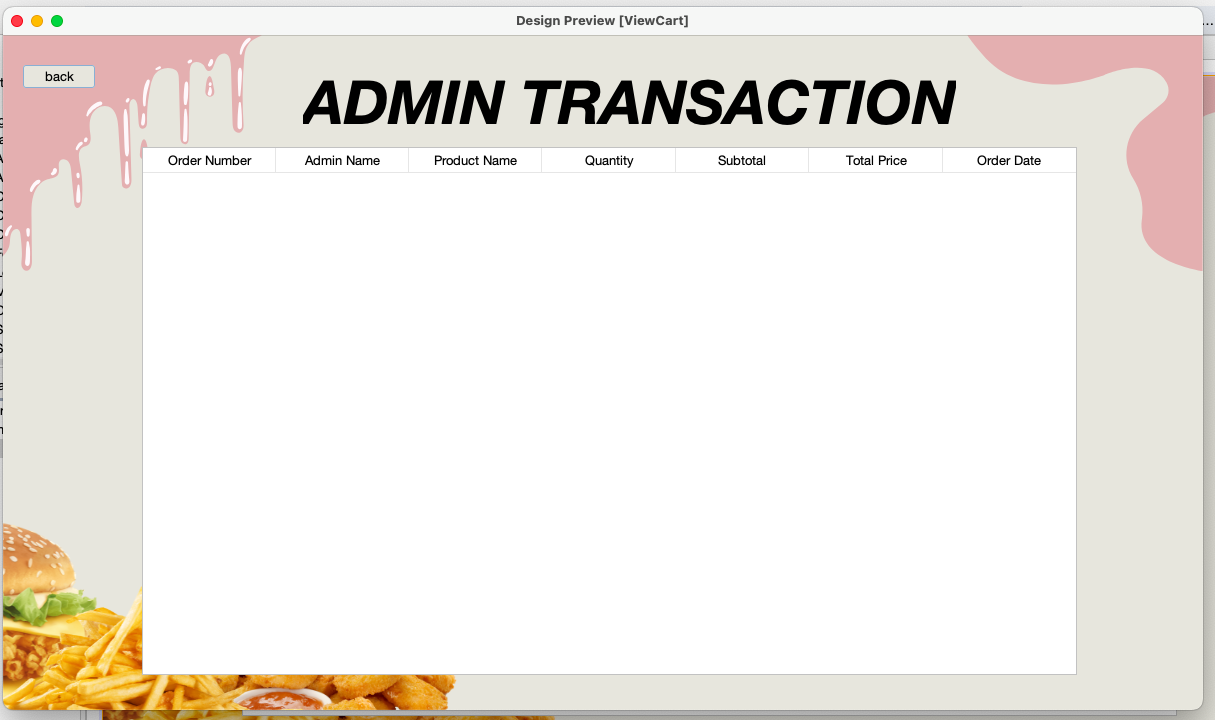 Design Preview [ViewCart]
back
ADMIN TRANSACTION
Order Number Admin Name Product Name Quantity Subtotal Total Price Order Date